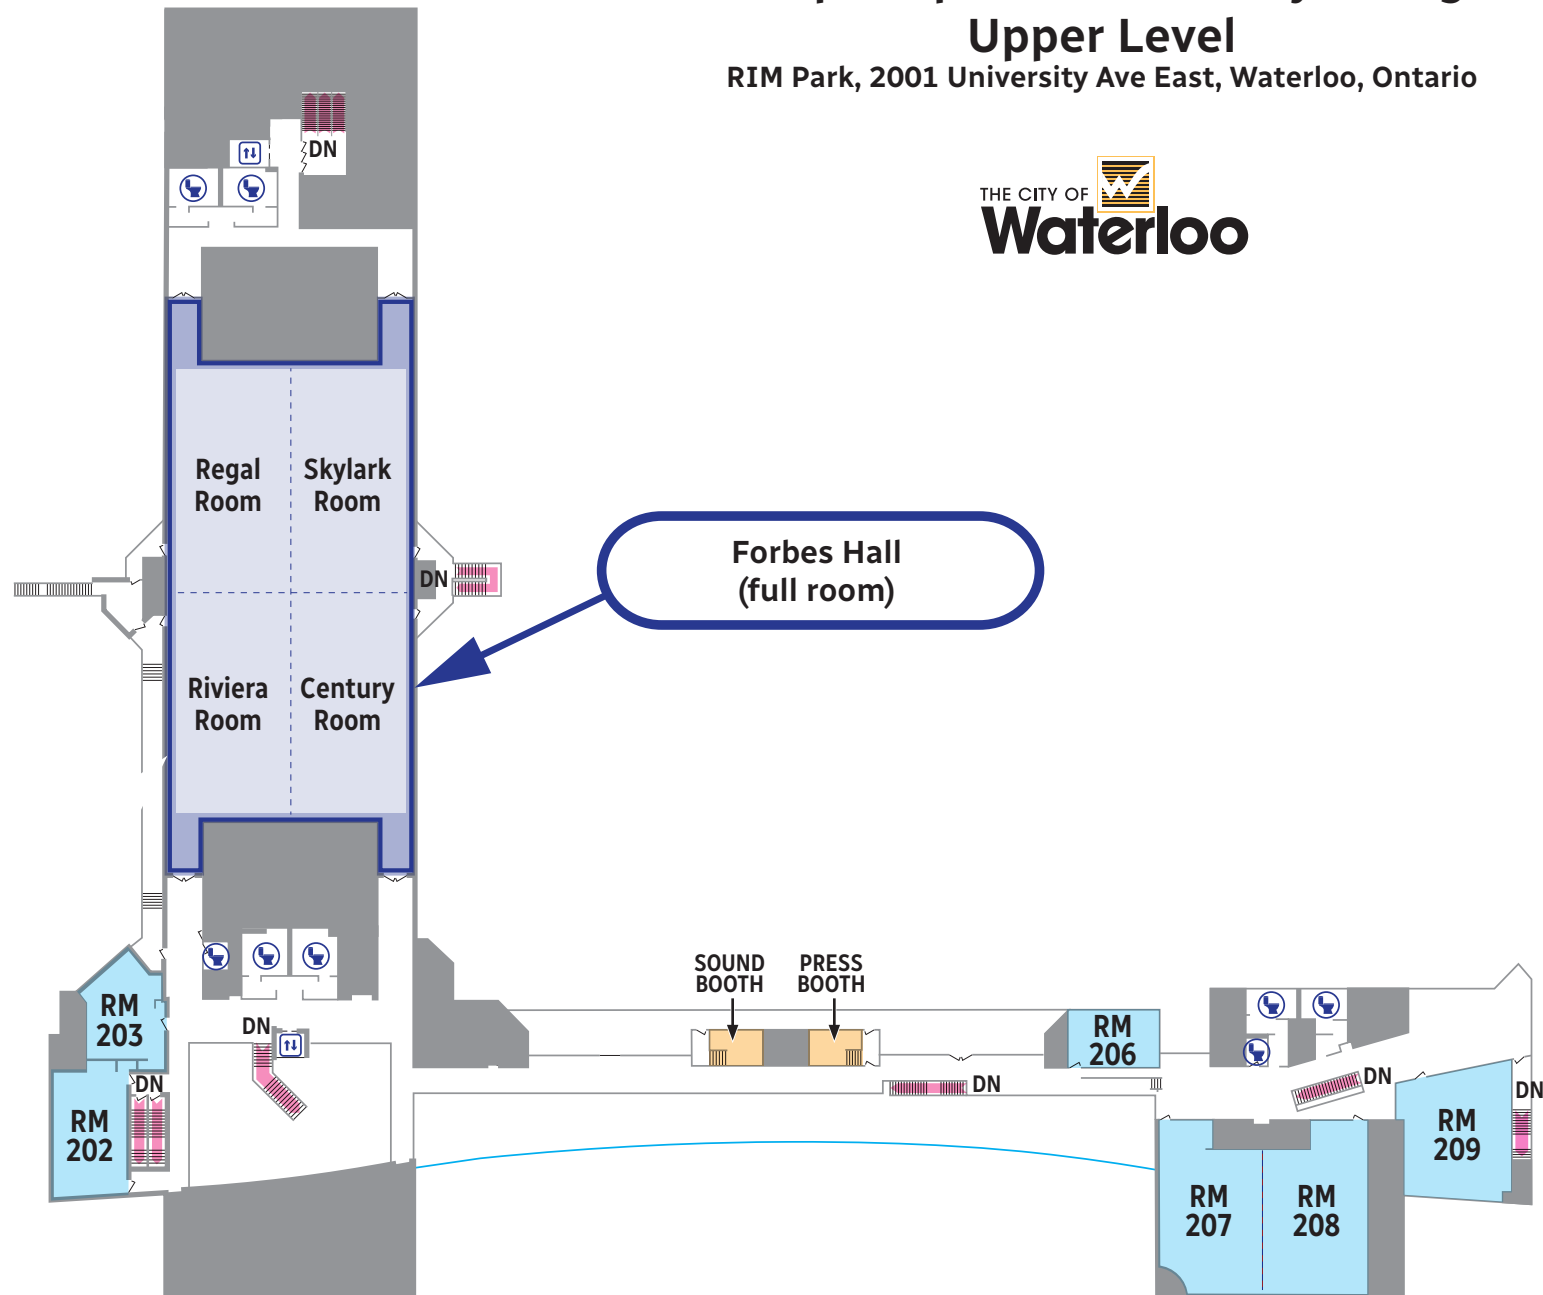 Upper Level
RIM Park, 2001 University Ave East, Waterloo, Ontario
THE CITY OF
Waterloo
DN
Regal
Room
Skylark
Room
Forbes Hall
(full room)
DN
Riviera
Room
Century
Room
SOUND
BOOTH
PRESS
BOOTH
RM
203
DN
RM
206
DN
DN
DN
DN
RM
202
RM
209
RM
207
RM
208